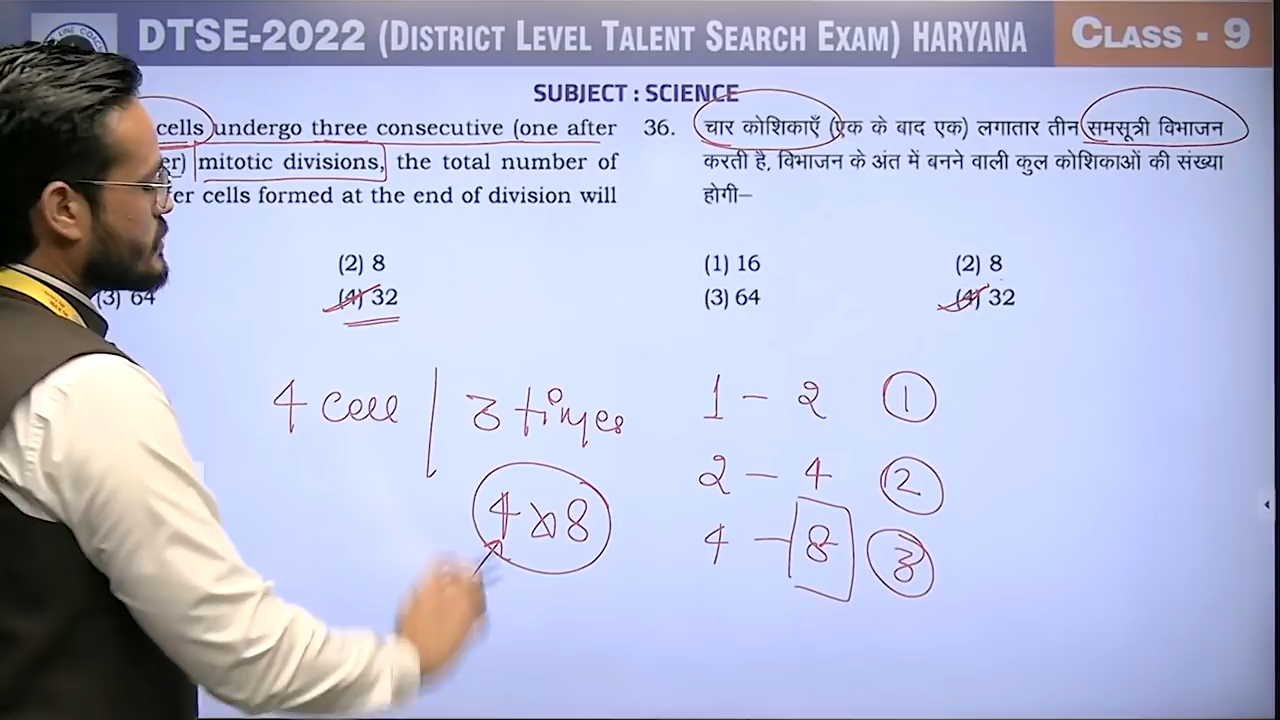 DTSE-2022 (DISTRICT LEVEL TALENT SEARCH EXAM) HARYANA
CLASS - 9
SUBJECT : SCIENCE
cells undergo three consecutive (one after
mitotic divisions, the total number of
cells formed at the end of division will
(2) 8
(3) 64
(4) 32
36. चार कोशिकाएँ (एक के बाद एक) लगातार तीन समसूत्री विभाजन
करती है, विभाजन के अंत में बनने वाली कुल कोशिकाओं की संख्या
होगी–
(1) 16 (2) 8
(3) 64 (4) 32
4 cell 3 times
4 x 8
1 - 2 1
2 - 4 2
4 - 8 3